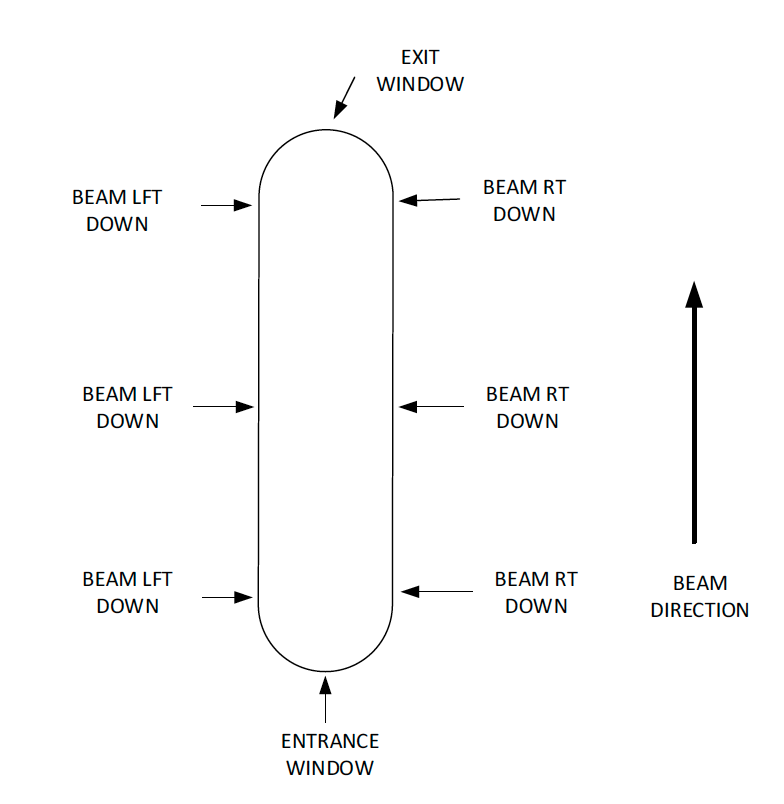 EXIT
WINDOW
BEAM LFT
DOWN
BEAM RT
DOWN
BEAM LFT
DOWN
BEAM RT
DOWN
BEAM LFT
DOWN
BEAM RT
DOWN
BEAM
DIRECTION
ENTRANCE
WINDOW